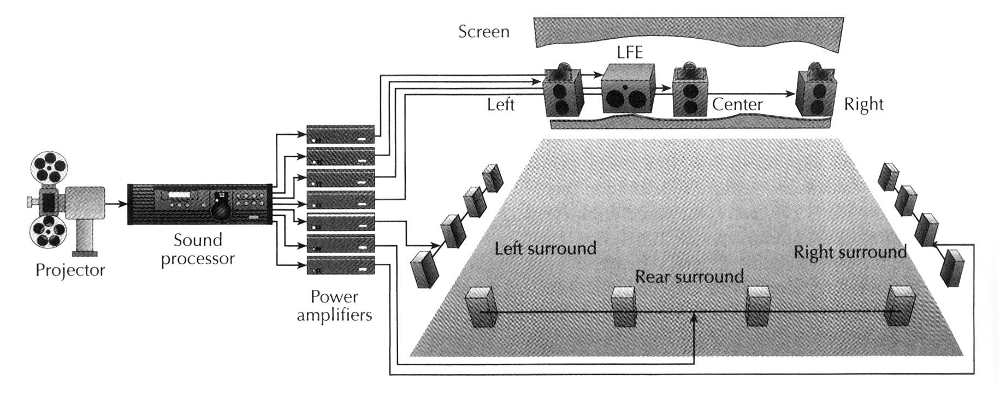 Screen
LFE
Left
Center
Right
Projector
Sound
processor
Power
amplifiers
Left surround
Right surround
Rear surround